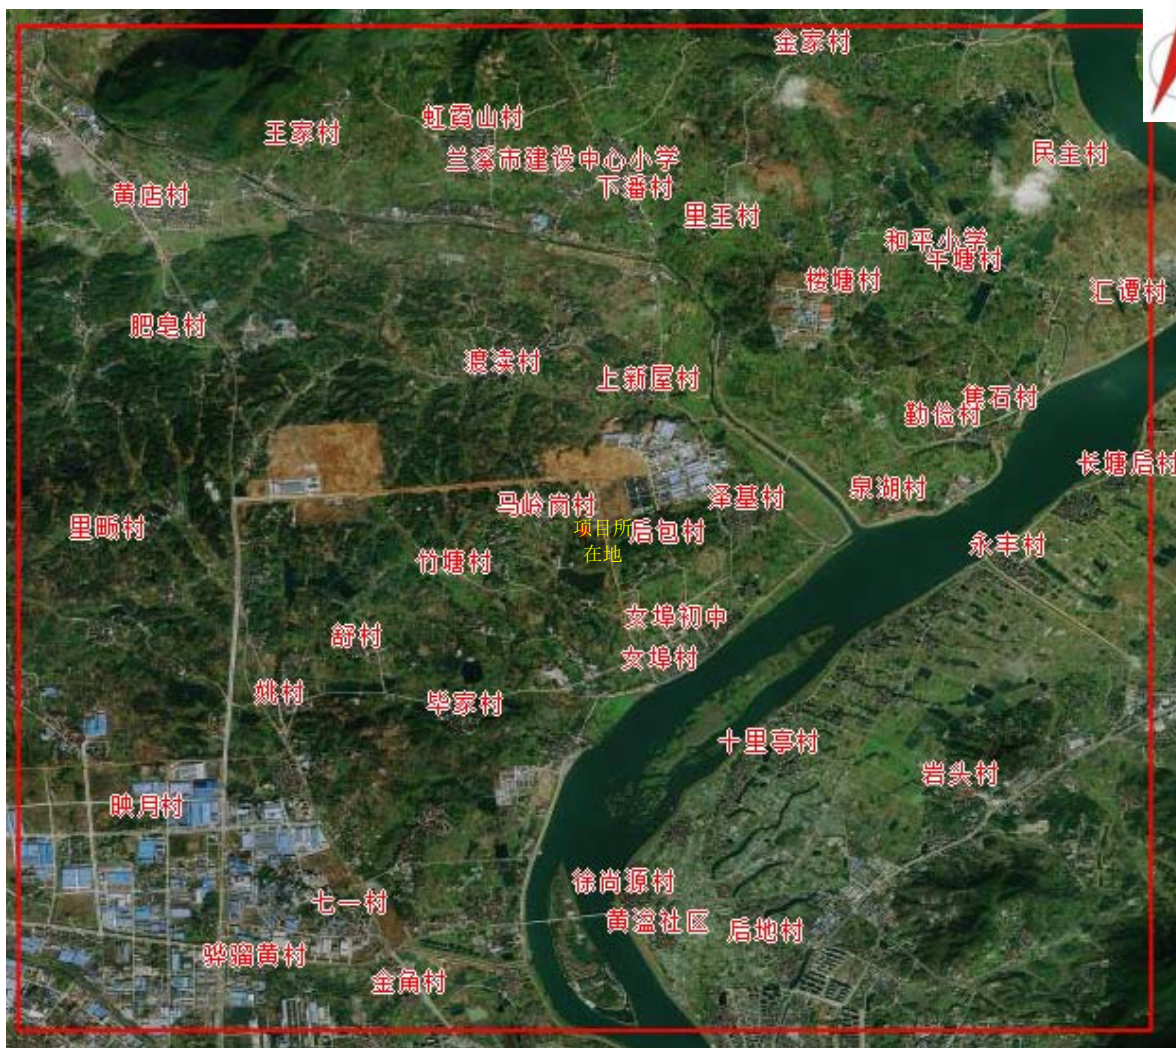 金家村
虹霞山村
王家村
兰溪市建设中心小学
民主村
下潘村
黄店村
里王村
和平小学
午塘村
楼塘村
汇潭村
肥皂村
渡渎村
上新屋村
焦石村
勤俭村
长塘后村
泉湖村
泽基村
马岭岗村
里畈村
项目所
在地
后包村
永丰村
竹塘村
女埠初中
舒村
女埠村
姚村
毕家村
十里亭村
岩头村
映月村
徐尚源村
七一村
黄湓社区
后地村
骅骝黄村
金角村